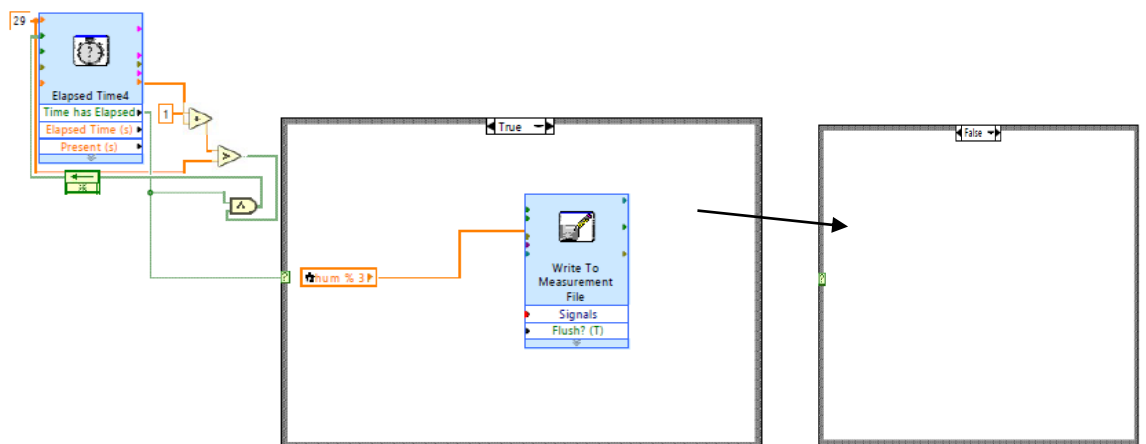 29
?
Elapsed Time4
Time has Elapsed
Elapsed Time (s)
Present (s)
1
True
False
hum % 3
Write To
Measurement
File
Signals
Flush? (T)
?
?